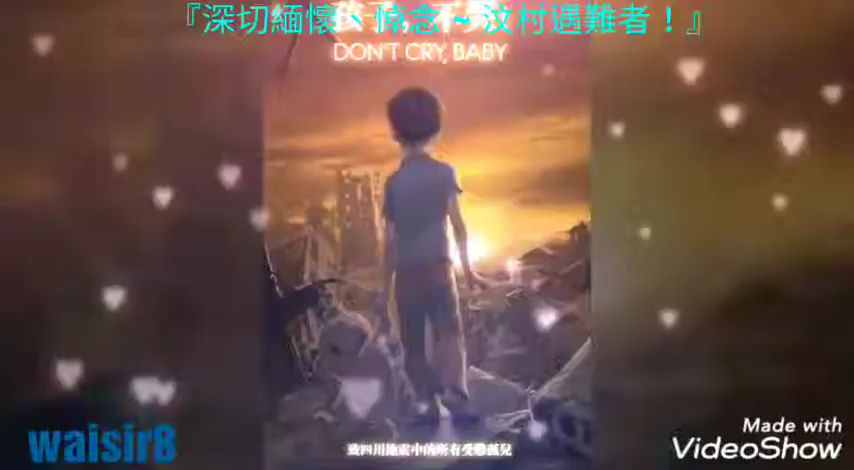 『深切緬懷、悼念～汶村遇難者！』
DON'T CRY, BABY
致四川地震中的所有受難孤兒
waisir8
Made with
VideoShow